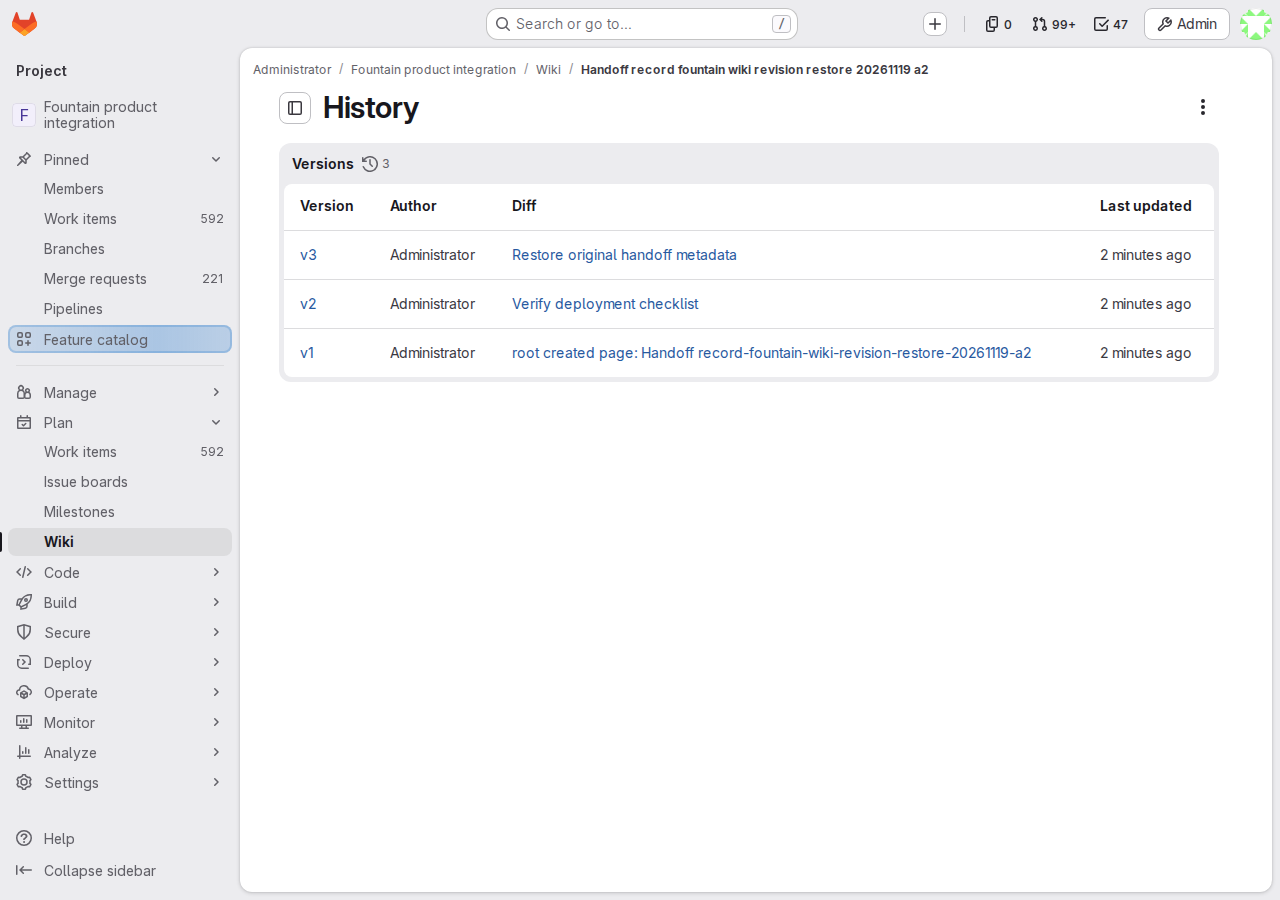 Search or go to...
/
0
99+
47
Admin
Project
F
Fountain product integration
Pinned
Members
Work items 592
Branches
Merge requests 221
Pipelines
Feature catalog
Manage
Plan
Work items 592
Issue boards
Milestones
Wiki
Code
Build
Secure
Deploy
Operate
Monitor
Analyze
Settings
Help
Collapse sidebar
Administrator / Fountain product integration / Wiki / Handoff record fountain wiki revision restore 20261119 a2
History
Versions 3
Version Author Diff Last updated
v3 Administrator Restore original handoff metadata 2 minutes ago
v2 Administrator Verify deployment checklist 2 minutes ago
v1 Administrator root created page: Handoff record-fountain-wiki-revision-restore-20261119-a2 2 minutes ago